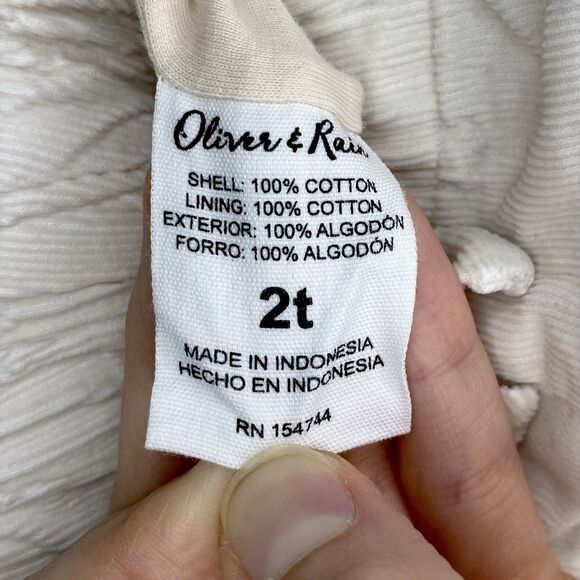 Oliver & Rain
SHELL: 100% COTTON
LINING: 100% COTTON
EXTERIOR: 100% ALGODÓN
FORRO: 100% ALGODÓN
2t
MADE IN INDONESIA
HECHO EN INDONESIA
RN 154744